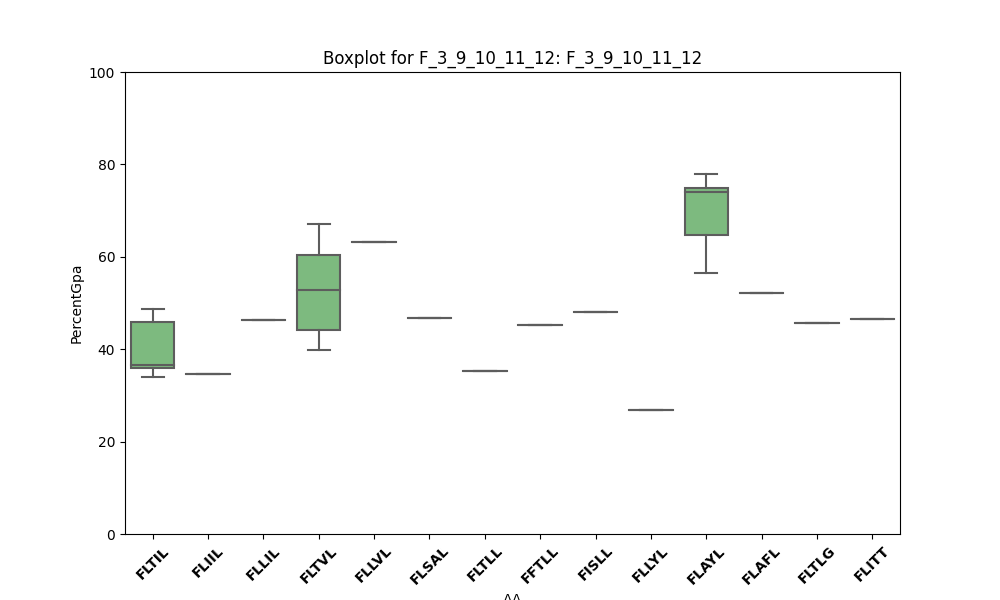 Boxplot for F_3_9_10_11_12: F_3_9_10_11_12
100
80
60
40
20
0
PercentGpa
FLTIL
FLIIL
FLLIL
FLTVL
FLLVL
FLSAL
FLTLL
FFTLL
FISLL
FLLYL
FLAYL
FLAFL
FLTLG
FLITT
AA